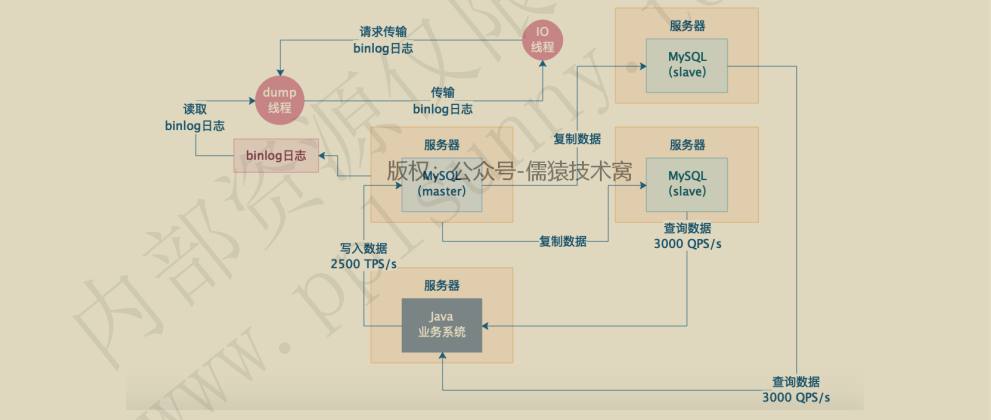 请求传输
binlog日志
IO
线程
服务器
MySQL
(slave)
dump
线程
传输
binlog日志
读取
binlog日志
binlog日志
服务器
MySQL
(master)
复制数据
服务器
MySQL
(slave)
版权：公众号-儒猿技术窝
写入数据
2500 TPS/s
复制数据
查询数据
3000 QPS/s
服务器
Java
业务系统
查询数据
3000 QPS/s
内部资源仅限